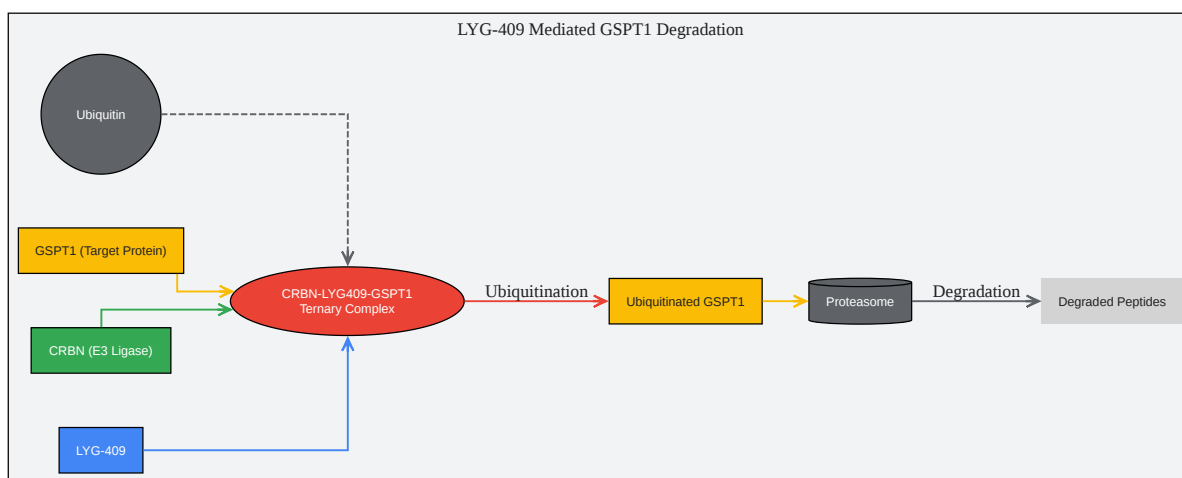 LYG-409 Mediated GSPT1 Degradation
Ubiquitin
GSPT1 (Target Protein)
CRBN-LYG409-GSPT1
Ternary Complex
Ubiquitination
Ubiquitinated GSPT1
Proteasome
Degradation
Degraded Peptides
CRBN (E3 Ligase)
LYG-409